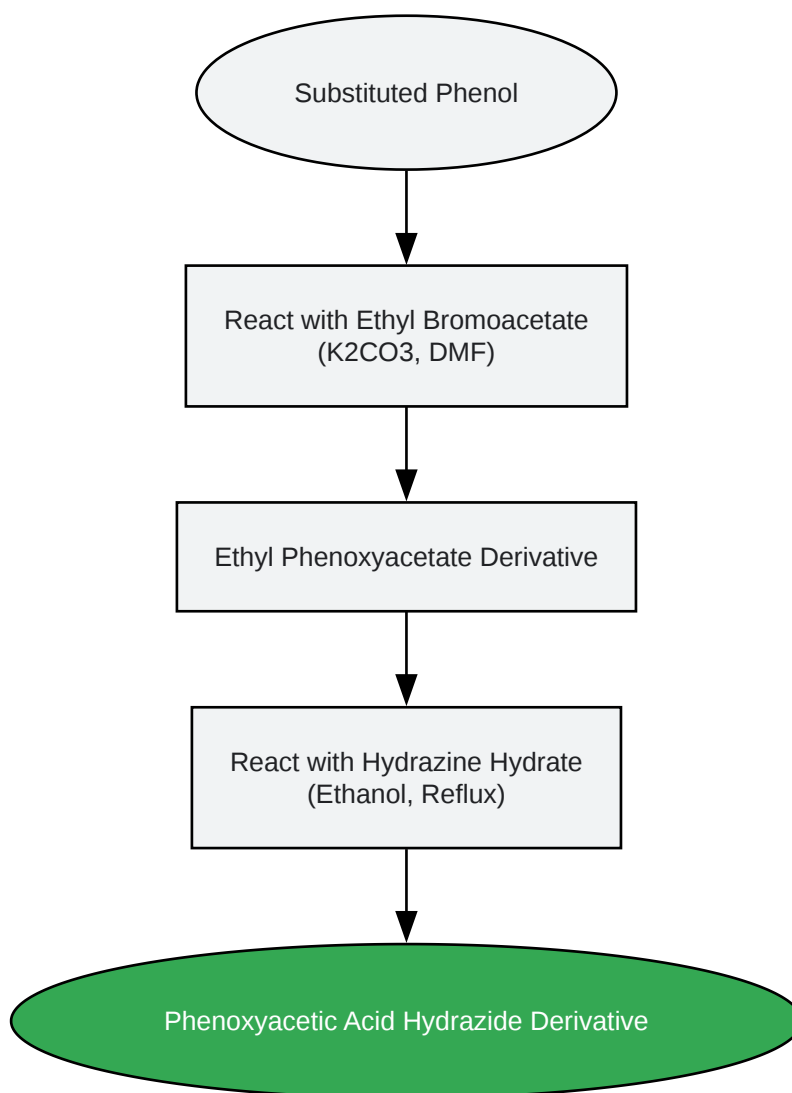 Substituted Phenol
React with Ethyl Bromoacetate
(K2CO3, DMF)
Ethyl Phenoxyacetate Derivative
React with Hydrazine Hydrate
(Ethanol, Reflux)
Phenoxyacetic Acid Hydrazide Derivative